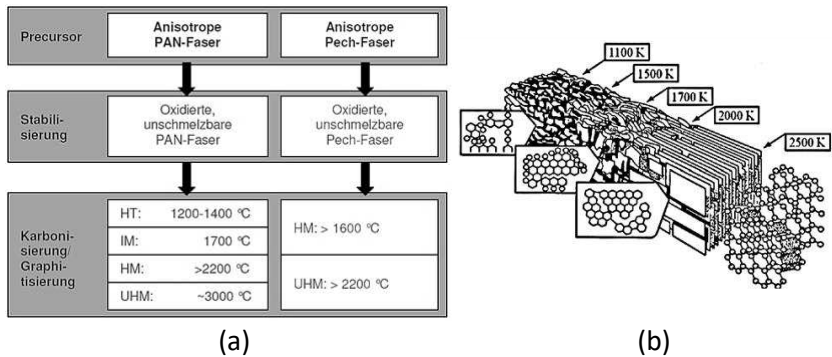 Precursor
Anisotrope
PAN-Faser
Anisotrope
Pech-Faser
Stabili-
sierung
Oxidierte,
unschmelzbare
PAN-Faser
Oxidierte,
unschmelzbare
Pech-Faser
Karboni-
sierung/
Graphi-
tisierung
HT: 1200-1400 °C
IM: 1700 °C
HM: >2200 °C
UHM: ~3000 °C
HM: > 1600 °C
UHM: > 2200 °C
(a)
1100 K
1500 K
1700 K
2000 K
2500 K
(b)